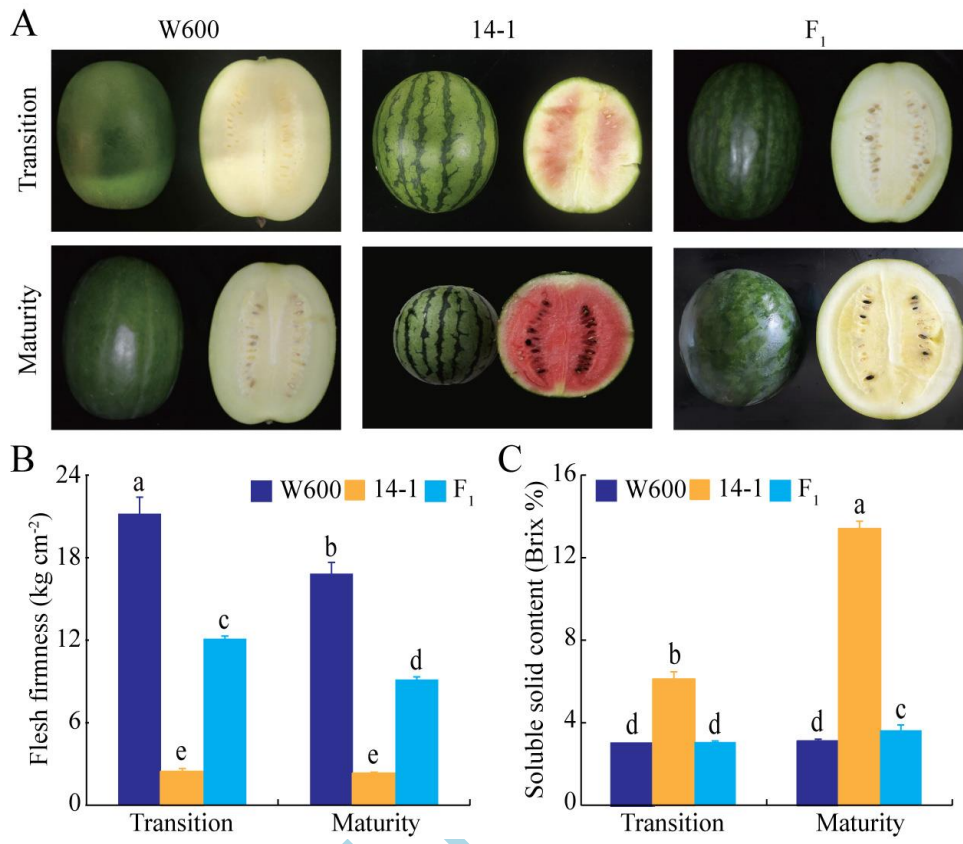 A
W600
14-1
F₁
Transition
Maturity
B
24
18
12
6
0
Flesh firmness (kg cm⁻²)
W600
14-1
F₁
a
e
c
b
e
d
Transition
Maturity
C
16
12
8
4
0
Soluble solid content (Brix %)
W600
14-1
F₁
d
b
d
d
a
c
Transition
Maturity